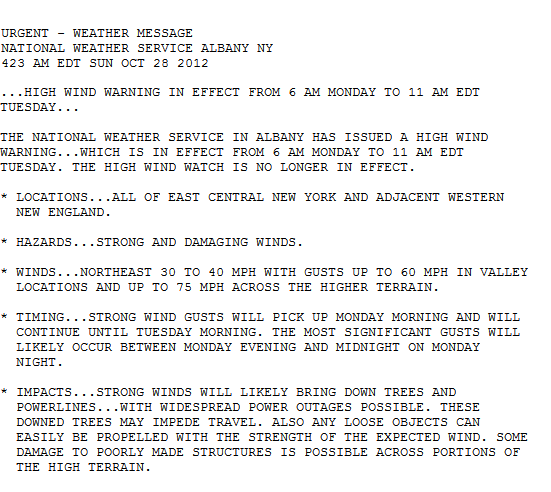 URGENT - WEATHER MESSAGE
NATIONAL WEATHER SERVICE ALBANY NY
423 AM EDT SUN OCT 28 2012
...HIGH WIND WARNING IN EFFECT FROM 6 AM MONDAY TO 11 AM EDT
TUESDAY...
THE NATIONAL WEATHER SERVICE IN ALBANY HAS ISSUED A HIGH WIND
WARNING...WHICH IS IN EFFECT FROM 6 AM MONDAY TO 11 AM EDT
TUESDAY. THE HIGH WIND WATCH IS NO LONGER IN EFFECT.
* LOCATIONS...ALL OF EAST CENTRAL NEW YORK AND ADJACENT WESTERN
NEW ENGLAND.
* HAZARDS...STRONG AND DAMAGING WINDS.
* WINDS...NORTHEAST 30 TO 40 MPH WITH GUSTS UP TO 60 MPH IN VALLEY
LOCATIONS AND UP TO 75 MPH ACROSS THE HIGHER TERRAIN.
* TIMING...STRONG WIND GUSTS WILL PICK UP MONDAY MORNING AND WILL
CONTINUE UNTIL TUESDAY MORNING. THE MOST SIGNIFICANT GUSTS WILL
LIKELY OCCUR BETWEEN MONDAY EVENING AND MIDNIGHT ON MONDAY
NIGHT.
* IMPACTS...STRONG WINDS WILL LIKELY BRING DOWN TREES AND
POWERLINES...WITH WIDESPREAD POWER OUTAGES POSSIBLE. THESE
DOWNED TREES MAY IMPEDE TRAVEL. ALSO ANY LOOSE OBJECTS CAN
EASILY BE PROPELLED WITH THE STRENGTH OF THE EXPECTED WIND. SOME
DAMAGE TO POORLY MADE STRUCTURES IS POSSIBLE ACROSS PORTIONS OF
THE HIGH TERRAIN.